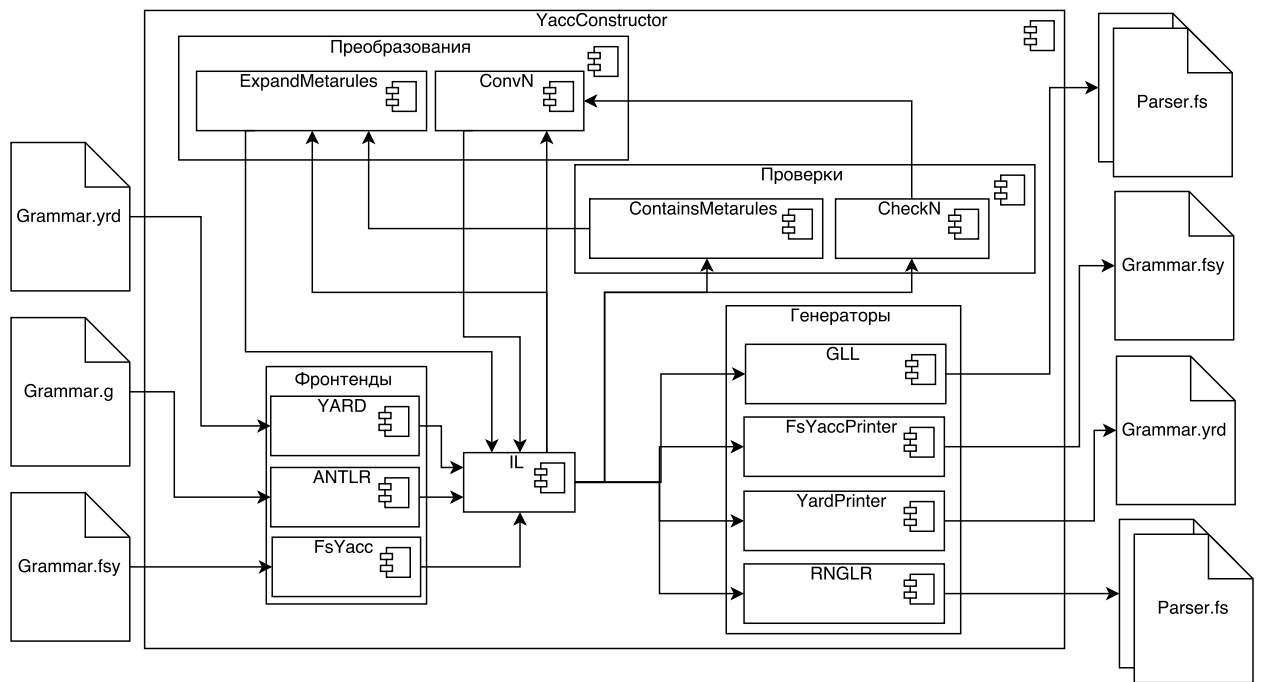 YaccConstructor
Преобразования
ExpandMetarules
ConvN
Parser.fs
Проверки
ContainsMetarules
CheckN
Grammar.yrd
Grammar.fsy
Генераторы
GLL
Фронтенды
YARD
Grammar.g
FsYaccPrinter
Grammar.yrd
IL
ANTLR
YardPrinter
FsYacc
Grammar.fsy
RNGLR
Parser.fs